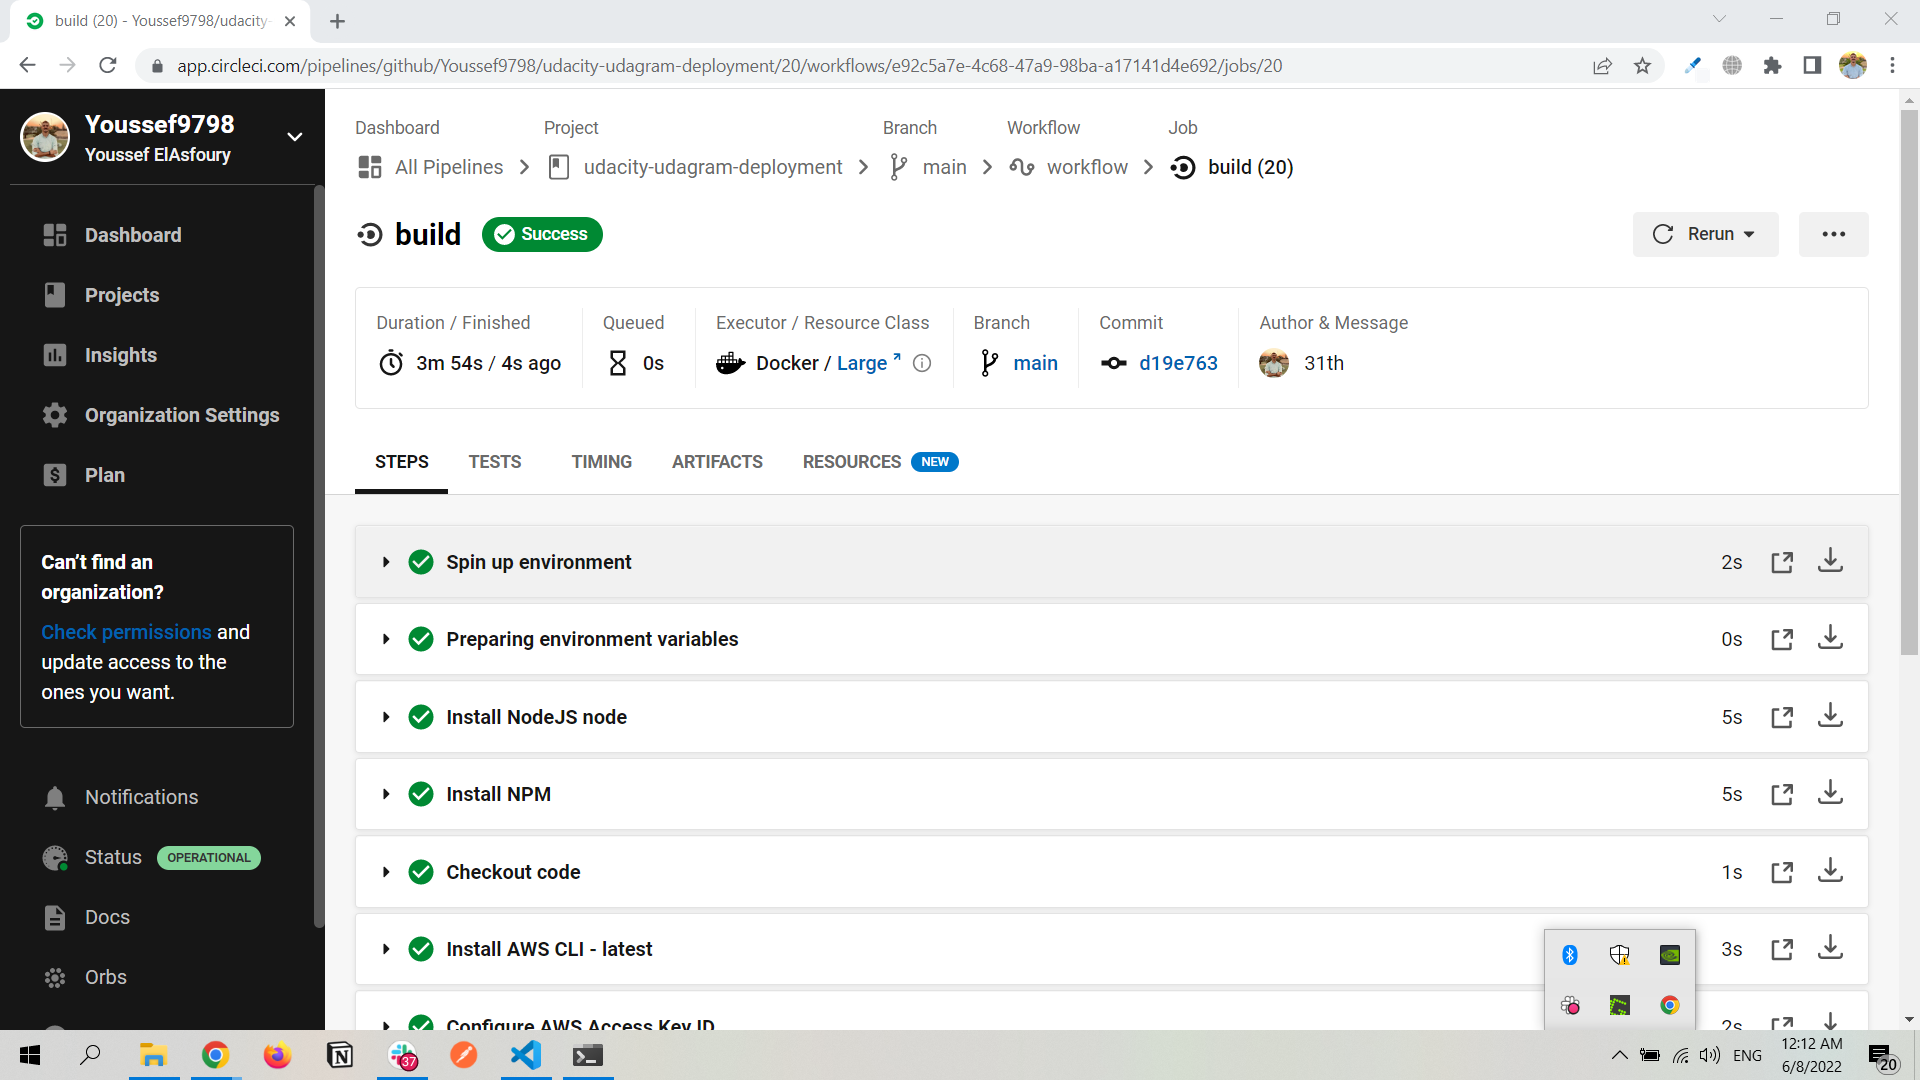 build (20) - Youssef9798/udacity-
app.circleci.com/pipelines/github/Youssef9798/udacity-udagram-deployment/20/workflows/e92c5a7e-4c68-47a9-98ba-a17141d4e692/jobs/20
Youssef9798
Youssef ElAsfoury
Dashboard
Projects
Insights
Organization Settings
Plan
Can't find an
organization?
Check permissions and
update access to the
ones you want.
Notifications
Status OPERATIONAL
Docs
Orbs
Dashboard Project Branch Workflow Job
All Pipelines udacity-udagram-deployment main workflow build (20)
build Success Rerun
Duration / Finished Queued Executor / Resource Class Branch Commit Author & Message
3m 54s / 4s ago 0s Docker / Large main d19e763 31th
STEPS TESTS TIMING ARTIFACTS RESOURCES NEW
Spin up environment 2s
Preparing environment variables 0s
Install NodeJS node 5s
Install NPM 5s
Checkout code 1s
Install AWS CLI - latest 3s
Configure AWS Access Key ID 2s
37
ENG
12:12 AM
6/8/2022
20